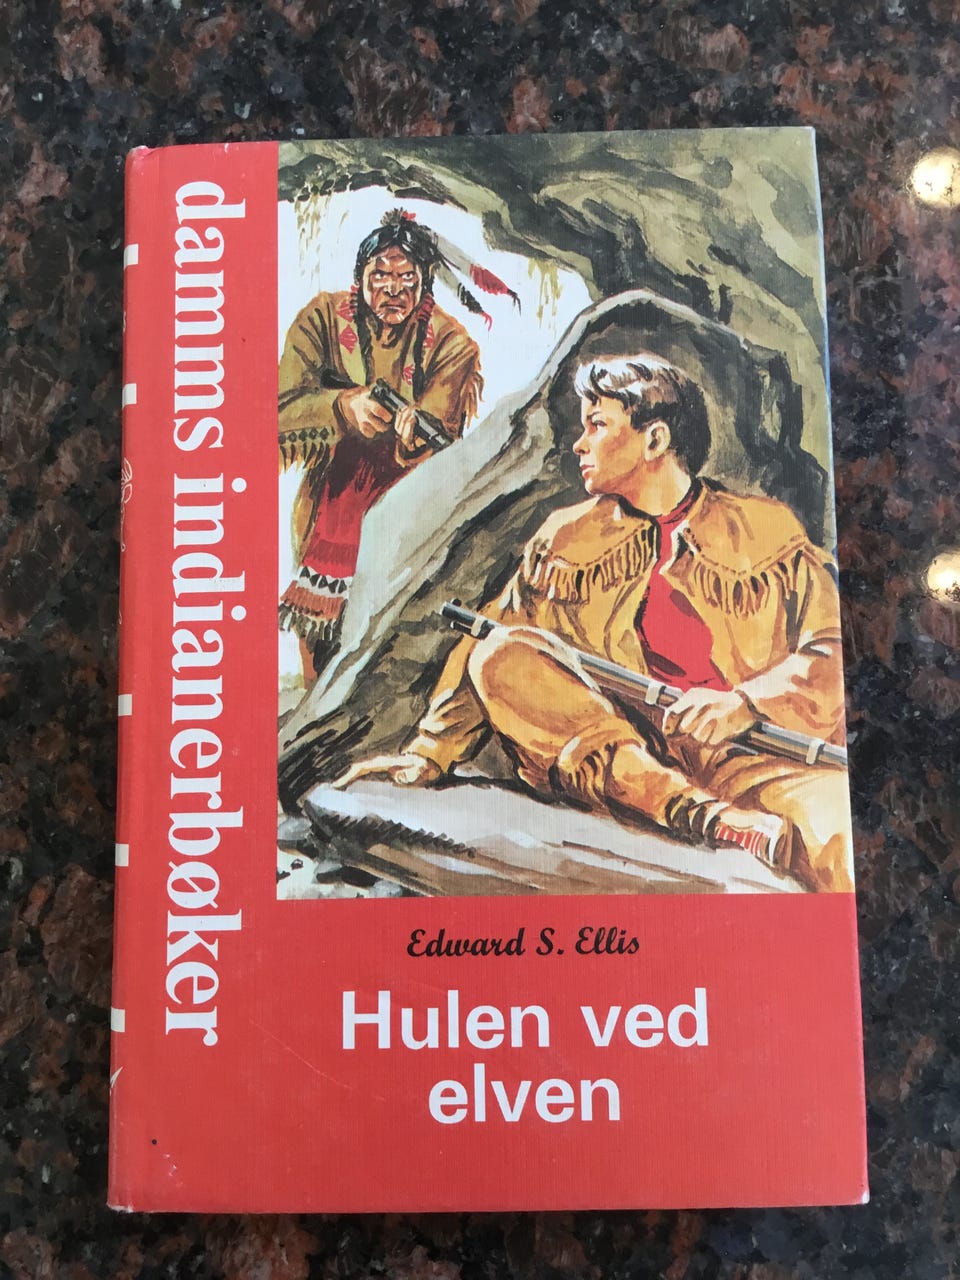 damms indianerbøker
Edward S. Ellis
Hulen ved
elven